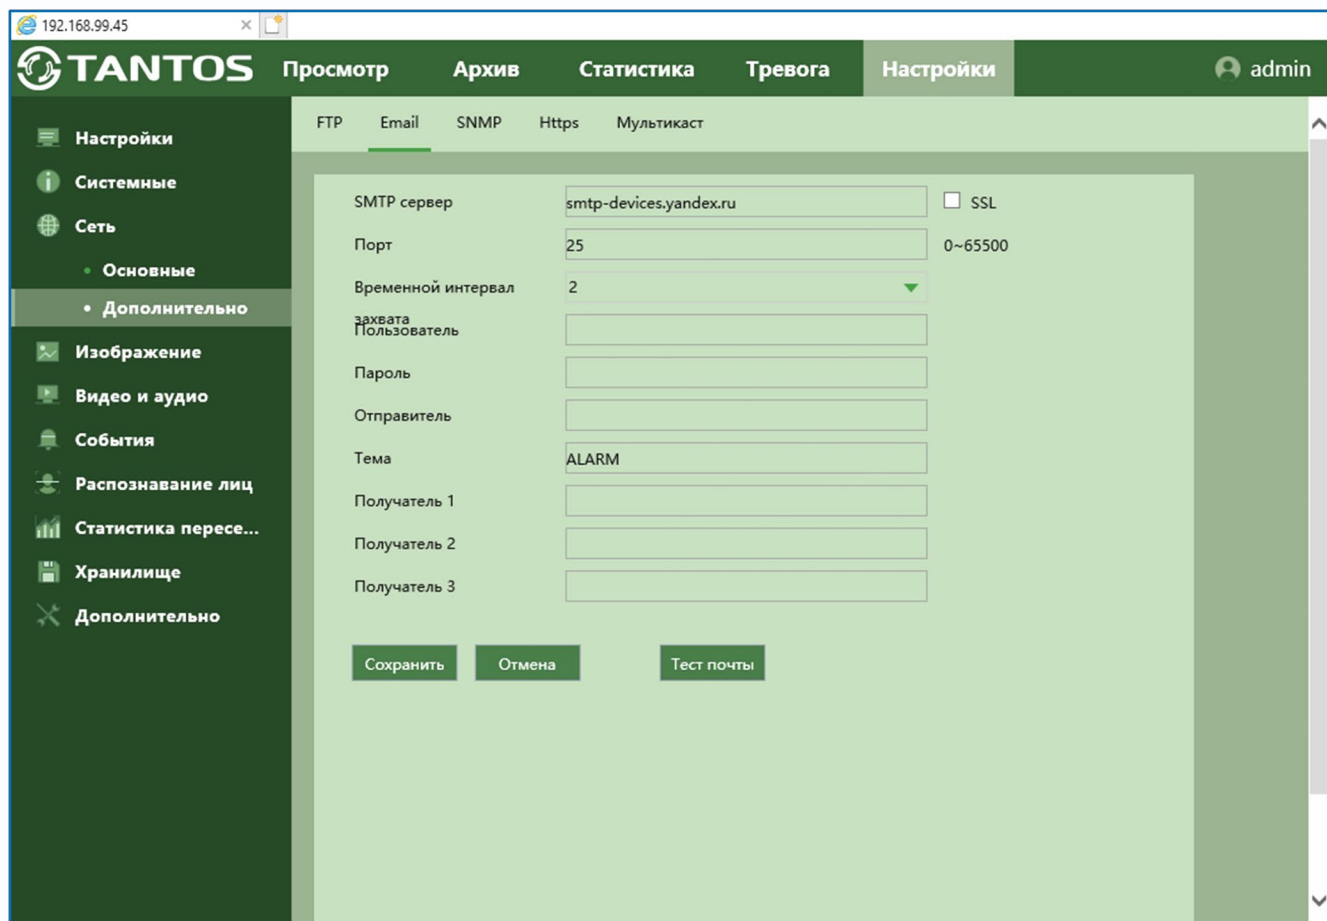 192.168.99.45
TANTOS Просмотр Архив Статистика Тревога Настройки admin
FTP Email SNMP Https Мультикаст
Настройки
Системные
Сеть
Основные
Дополнительно
Изображение
Видео и аудио
События
Распознавание лиц
Статистика пересе...
Хранилище
Дополнительно
SMTP сервер smtp-devices.yandex.ru SSL
Порт 25 0~65500
Временной интервал 2
захвата
Пользователь
Пароль
Отправитель
Тема ALARM
Получатель 1
Получатель 2
Получатель 3
Сохранить Отмена Тест почты